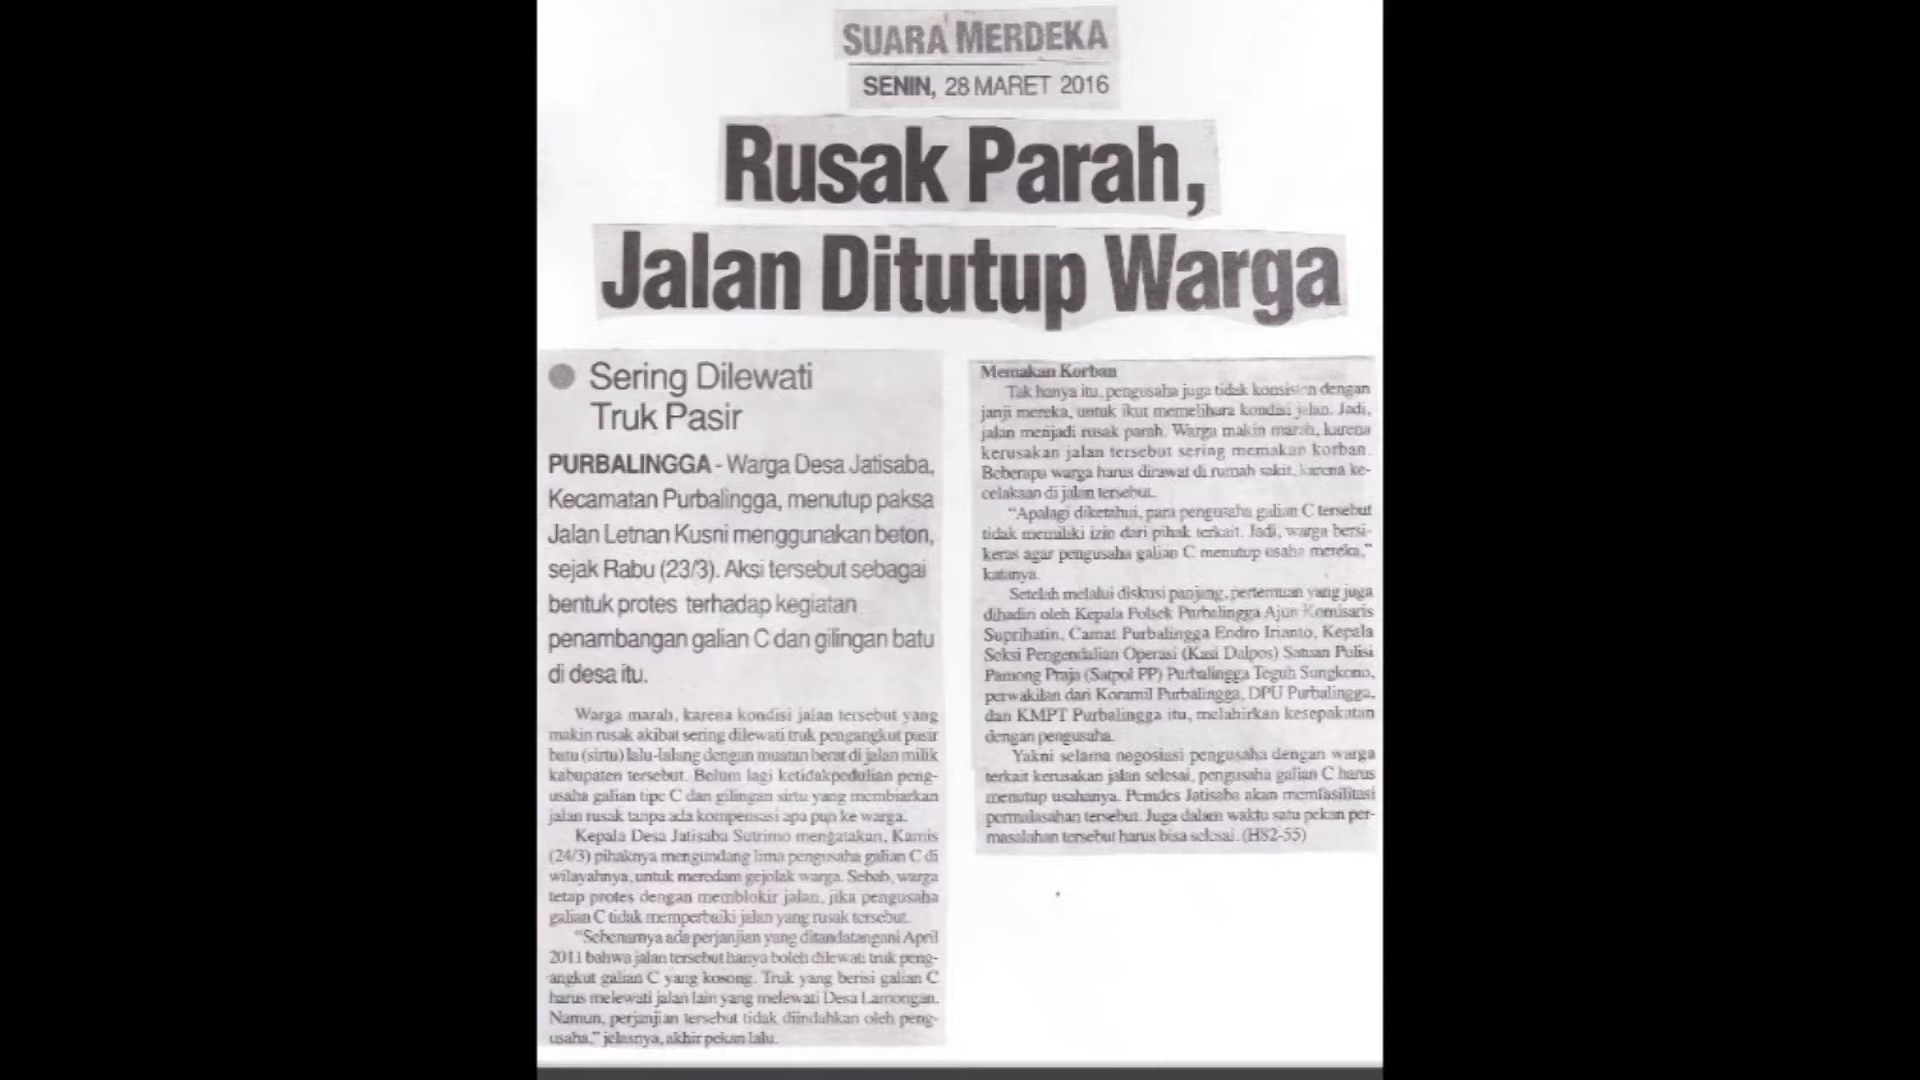 SUARA MERDEKA
SENIN, 28 MARET 2016
Rusak Parah,
Jalan Ditutup Warga
Sering Dilewati
Truk Pasir
PURBALINGGA - Warga Desa Jatisaba,
Kecamatan Purbalingga, menutup paksa
Jalan Letnan Kusni menggunakan beton,
sejak Rabu (23/3). Aksi tersebut sebagai
bentuk protes terhadap kegiatan
penambangan galian C dan gilingan batu
di desa itu.
Warga marah, karena kondisi jalan tersebut yang
makin rusak akibat sering dilewati truk pengangkut pasir
batu (sirtu) lalu-lalang dengan muatan berat di jalan milik
kabupaten tersebut. Belum lagi ketidakpedulian peng-
usaha galian tipe C dan gilingan sirtu yang membiarkan
jalan rusak tanpa ada kompensasi apa pun ke warga.
Kepala Desa Jatisaba Sutrimo mengatakan, Kamis
(24/3) pihaknya mengundang lima pengusaha galian C di
wilayahnya, untuk meredam gejolak warga. Sebab, warga
tetap protes dengan memblokir jalan, jika pengusaha
galian C tidak memperbaiki jalan yang rusak tersebut.
"Sebenarnya ada perjanjian yang ditandatangani April
2011 bahwa jalan tersebut hanya boleh dilewati truk peng-
angkut galian C yang kosong. Truk yang berisi galian C
harus melewati jalan lain yang melewati Desa Lamongan.
Namun, perjanjian tersebut tidak diindahkan oleh peng-
usaha," jelasnya, akhir pekan lalu.
Memakan Korban
Tak hanya itu, pengusaha juga tidak konsisten dengan
janji mereka, untuk ikut memelihara kondisi jalan. Jadi,
jalan menjadi rusak parah. Warga makin marah, karena
kerusakan jalan tersebut sering memakan korban.
Beberapa warga harus dirawat di rumah sakit, karena ke-
celakaan di jalan tersebut.
"Apalagi diketahui, para pengusaha galian C tersebut
tidak memiliki izin dari pihak terkait. Jadi, warga bersi-
keras agar pengusaha galian C menutup usaha mereka,"
katanya.
Setelah melalui diskusi panjang, pertemuan yang juga
dihadiri oleh Kepala Polsek Purbalingga Ajun Komisaris
Suprihatin, Camat Purbalingga Endro Irianto, Kepala
Seksi Pengendalian Operasi (Kasi Dalpos) Satuan Polisi
Pamong Praja (Satpol PP) Purbalingga Teguh Sungkono,
perwakilan dari Koramil Purbalingga, DPU Purbalingga,
dan KMPT Purbalingga itu, melahirkan kesepakatan
dengan pengusaha.
Yakni selama negosiasi pengusaha dengan warga
terkait kerusakan jalan selesai, pengusaha galian C harus
menutup usahanya. Pemdes Jatisaba akan memfasilitasi
permalasahan tersebut. Juga dalam waktu satu pekan per-
masalahan tersebut harus bisa selesai. (H82-55)